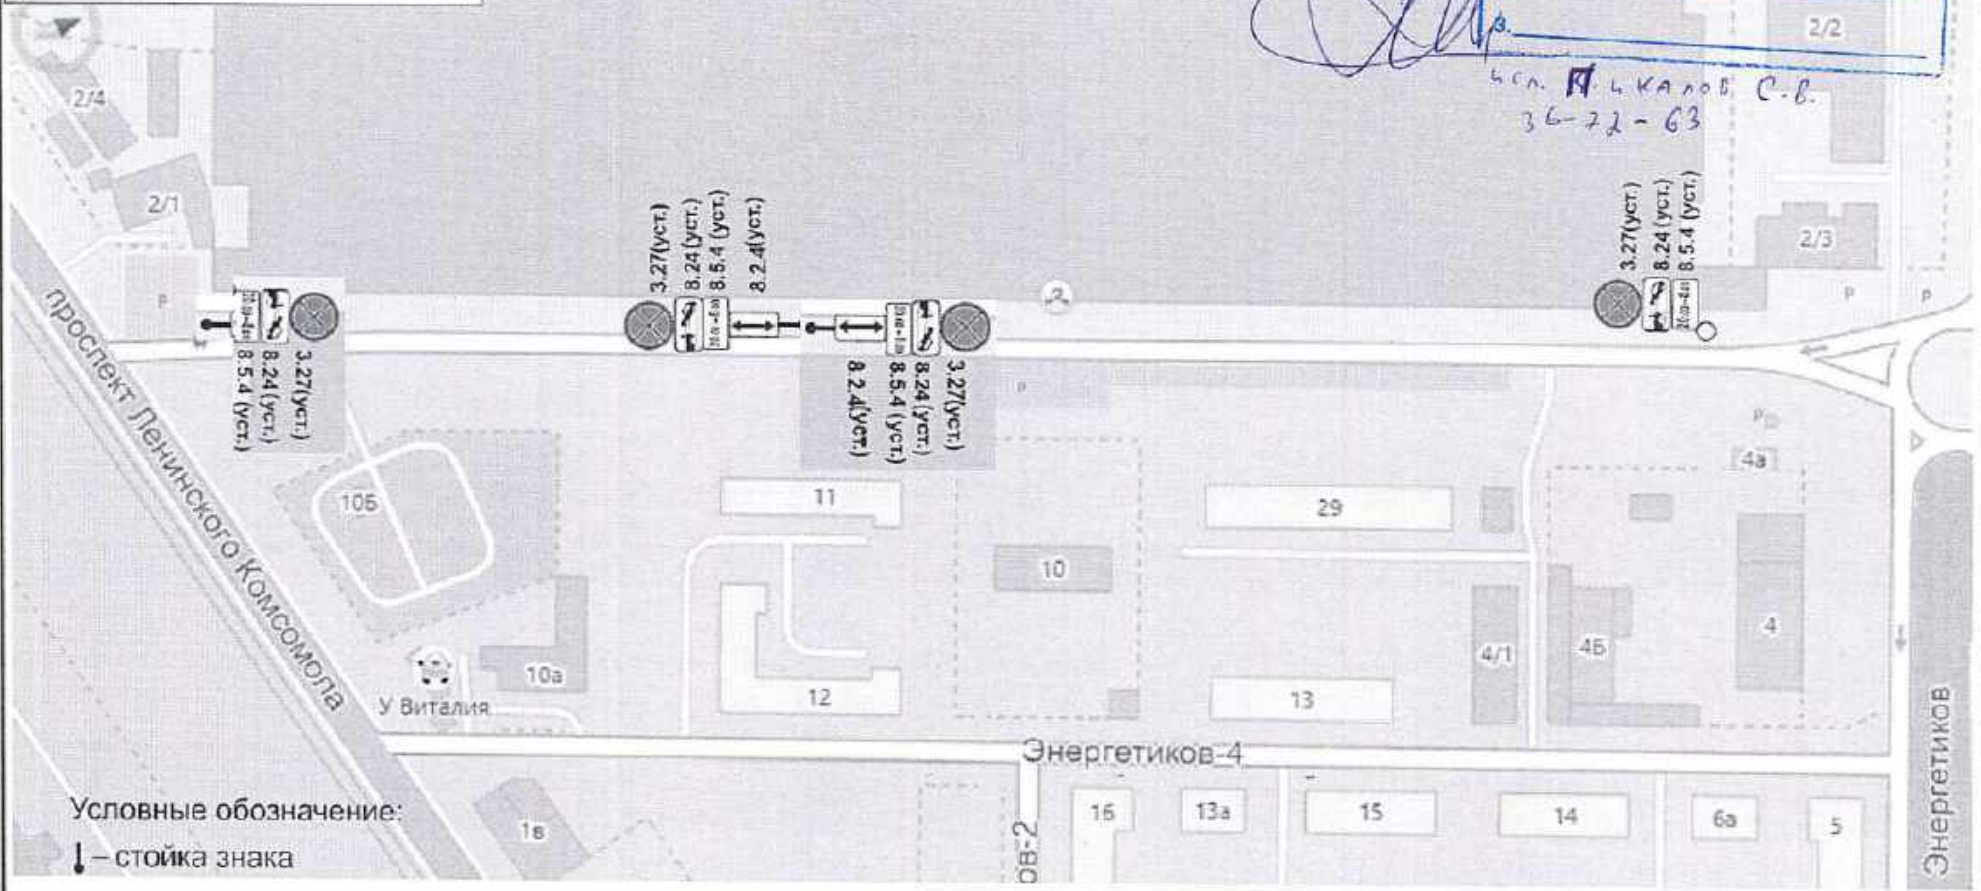 2/2
3.
36-72-63
2/4
2/1
3.27(уст.)
8.24 (уст.)
8.5.4 (уст.)
8.2.4(уст.)
3.27(уст.)
8.24 (уст.)
8.5.4 (уст.)
2/3
8.5.4 (уст.)
8.24 (уст.)
3.27(уст.)
8.2.4(уст.)
8.5.4 (уст.)
8.24 (уст.)
3.27(уст.)
P
P
P
P
P
проспект Ленинского Комсомола
10Б
11
29
4а
10
12
13
4/1
4Б
4
10а
У Виталия
Энергетиков-4
Энергетиков
Условные обозначение:
– стойка знака
1в
ов-2
16
13а
15
14
6а
5